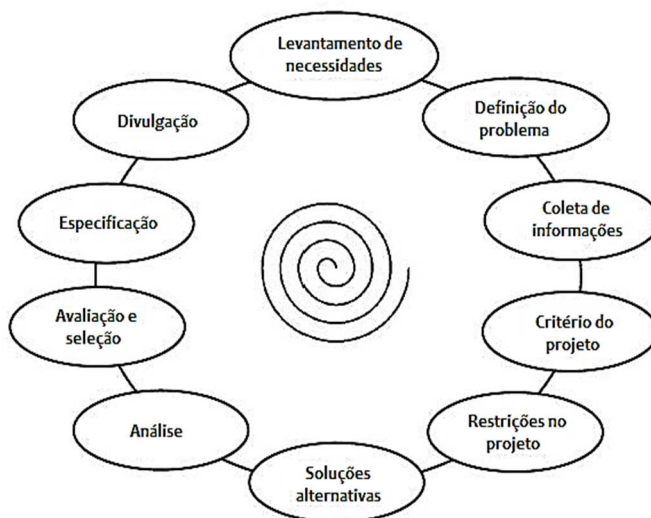 Levantamento de
necessidades
Definição do
problema
Coleta de
informações
Critério do
projeto
Restrições no
projeto
Soluções
alternativas
Análise
Avaliação e
seleção
Especificação
Divulgação